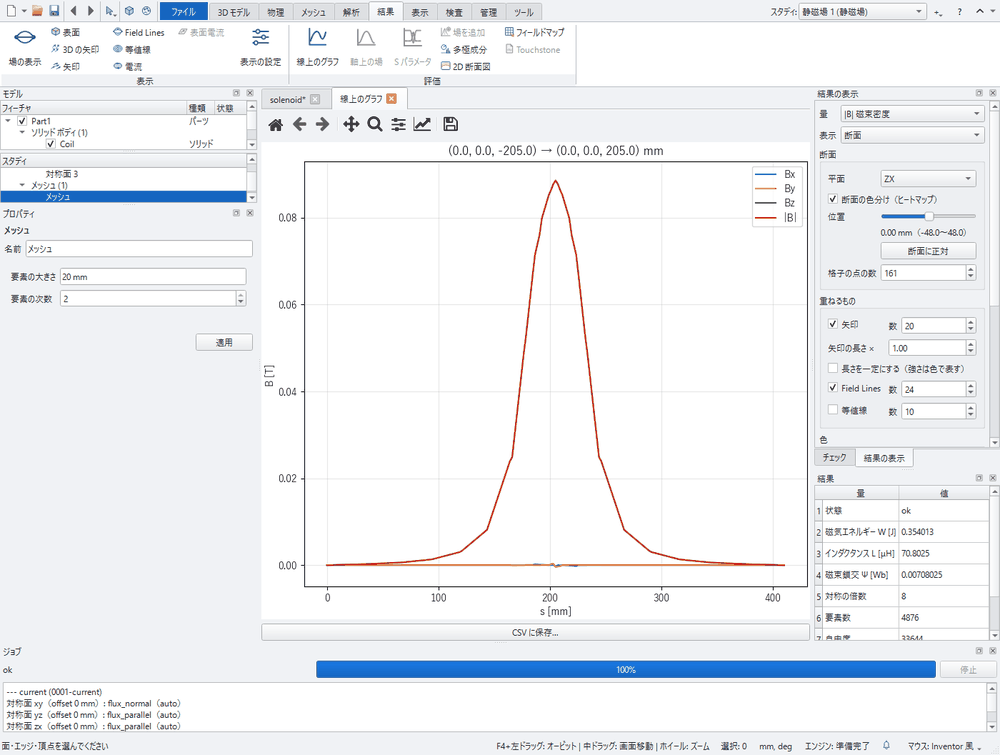 ファイル 3D モデル 物理 メッシュ 解析 結果 表示 検査 管理 ツール スタディ: 静磁場 1 (静磁場) ?
場の表示 表面 3D の矢印 矢印 Field Lines 等値線 電流 表面電流 表示の設定
表示
線上のグラフ 軸上の場 S パラメータ 場を追加 多極成分 2D 断面図 フィールドマップ Touchstone
評価
モデル
フィーチャ 種類 状態
Part1 パーツ
ソリッド ボディ (1)
Coil ソリッド
スタディ
対称面 3
メッシュ (1)
メッシュ
プロパティ
メッシュ
名前 メッシュ
要素の大きさ 20 mm
要素の次数 2
適用
solenoid* 線上のグラフ
(0.0, 0.0, -205.0) → (0.0, 0.0, 205.0) mm
Bx
By
Bz
|B|
0.08
0.06
0.04
0.02
0.00
B [T]
0 100 200 300 400
s [mm]
CSV に保存...
結果の表示
量 |B| 磁束密度
表示 断面
断面
平面 ZX
断面の色分け (ヒートマップ)
位置
0.00 mm (-48.0〜48.0)
断面に正対
格子の点の数 161
重ねるもの
矢印 数 20
矢印の長さ × 1.00
長さを一定にする (強さは色で表す)
Field Lines 数 24
等値線 数 10
色
チェック 結果の表示
結果
量 値
1 状態 ok
2 磁気エネルギー W [J] 0.354013
3 インダクタンス L [μH] 70.8025
4 磁束鎖交 Ψ [Wb] 0.00708025
5 対称の倍数 8
6 要素数 4876
7 自由度 33644
ジョブ
ok 100% 停止
--- current (0001-current)
対称面 xy (offset 0 mm) : flux_normal (auto)
対称面 yz (offset 0 mm) : flux_parallel (auto)
対称面 zx (offset 0 mm) : flux_parallel (auto)
面・エッジ・頂点を選んでください F4+左ドラッグ: オービット | 中ドラッグ: 画面移動 | ホイール: ズーム 選択: 0 mm, deg エンジン: 準備完了 マウス: Inventor 風